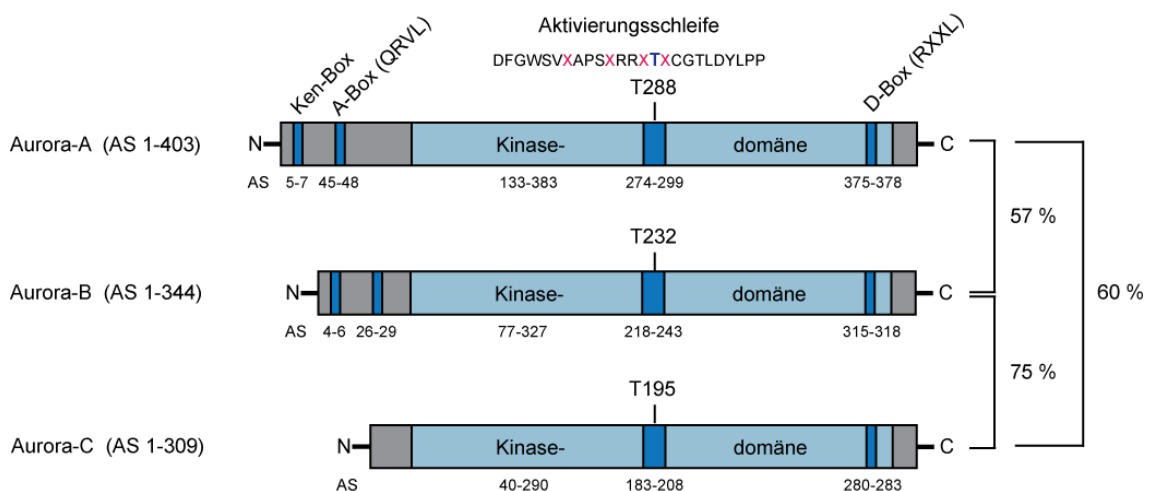 Aktivierungsschleife
DFGWSVXAPSXRRXTXCGTLDYLPP
Ken-Box
A-Box (QRVL)
T288
D-Box (RXXL)
Aurora-A (AS 1-403) N Kinase- domäne C
AS 5-7 45-48 133-383 274-299 375-378
57 %
T232
Aurora-B (AS 1-344) N Kinase- domäne C
60 %
AS 4-6 26-29 77-327 218-243 315-318
75 %
T195
Aurora-C (AS 1-309) N Kinase- domäne C
AS 40-290 183-208 280-283